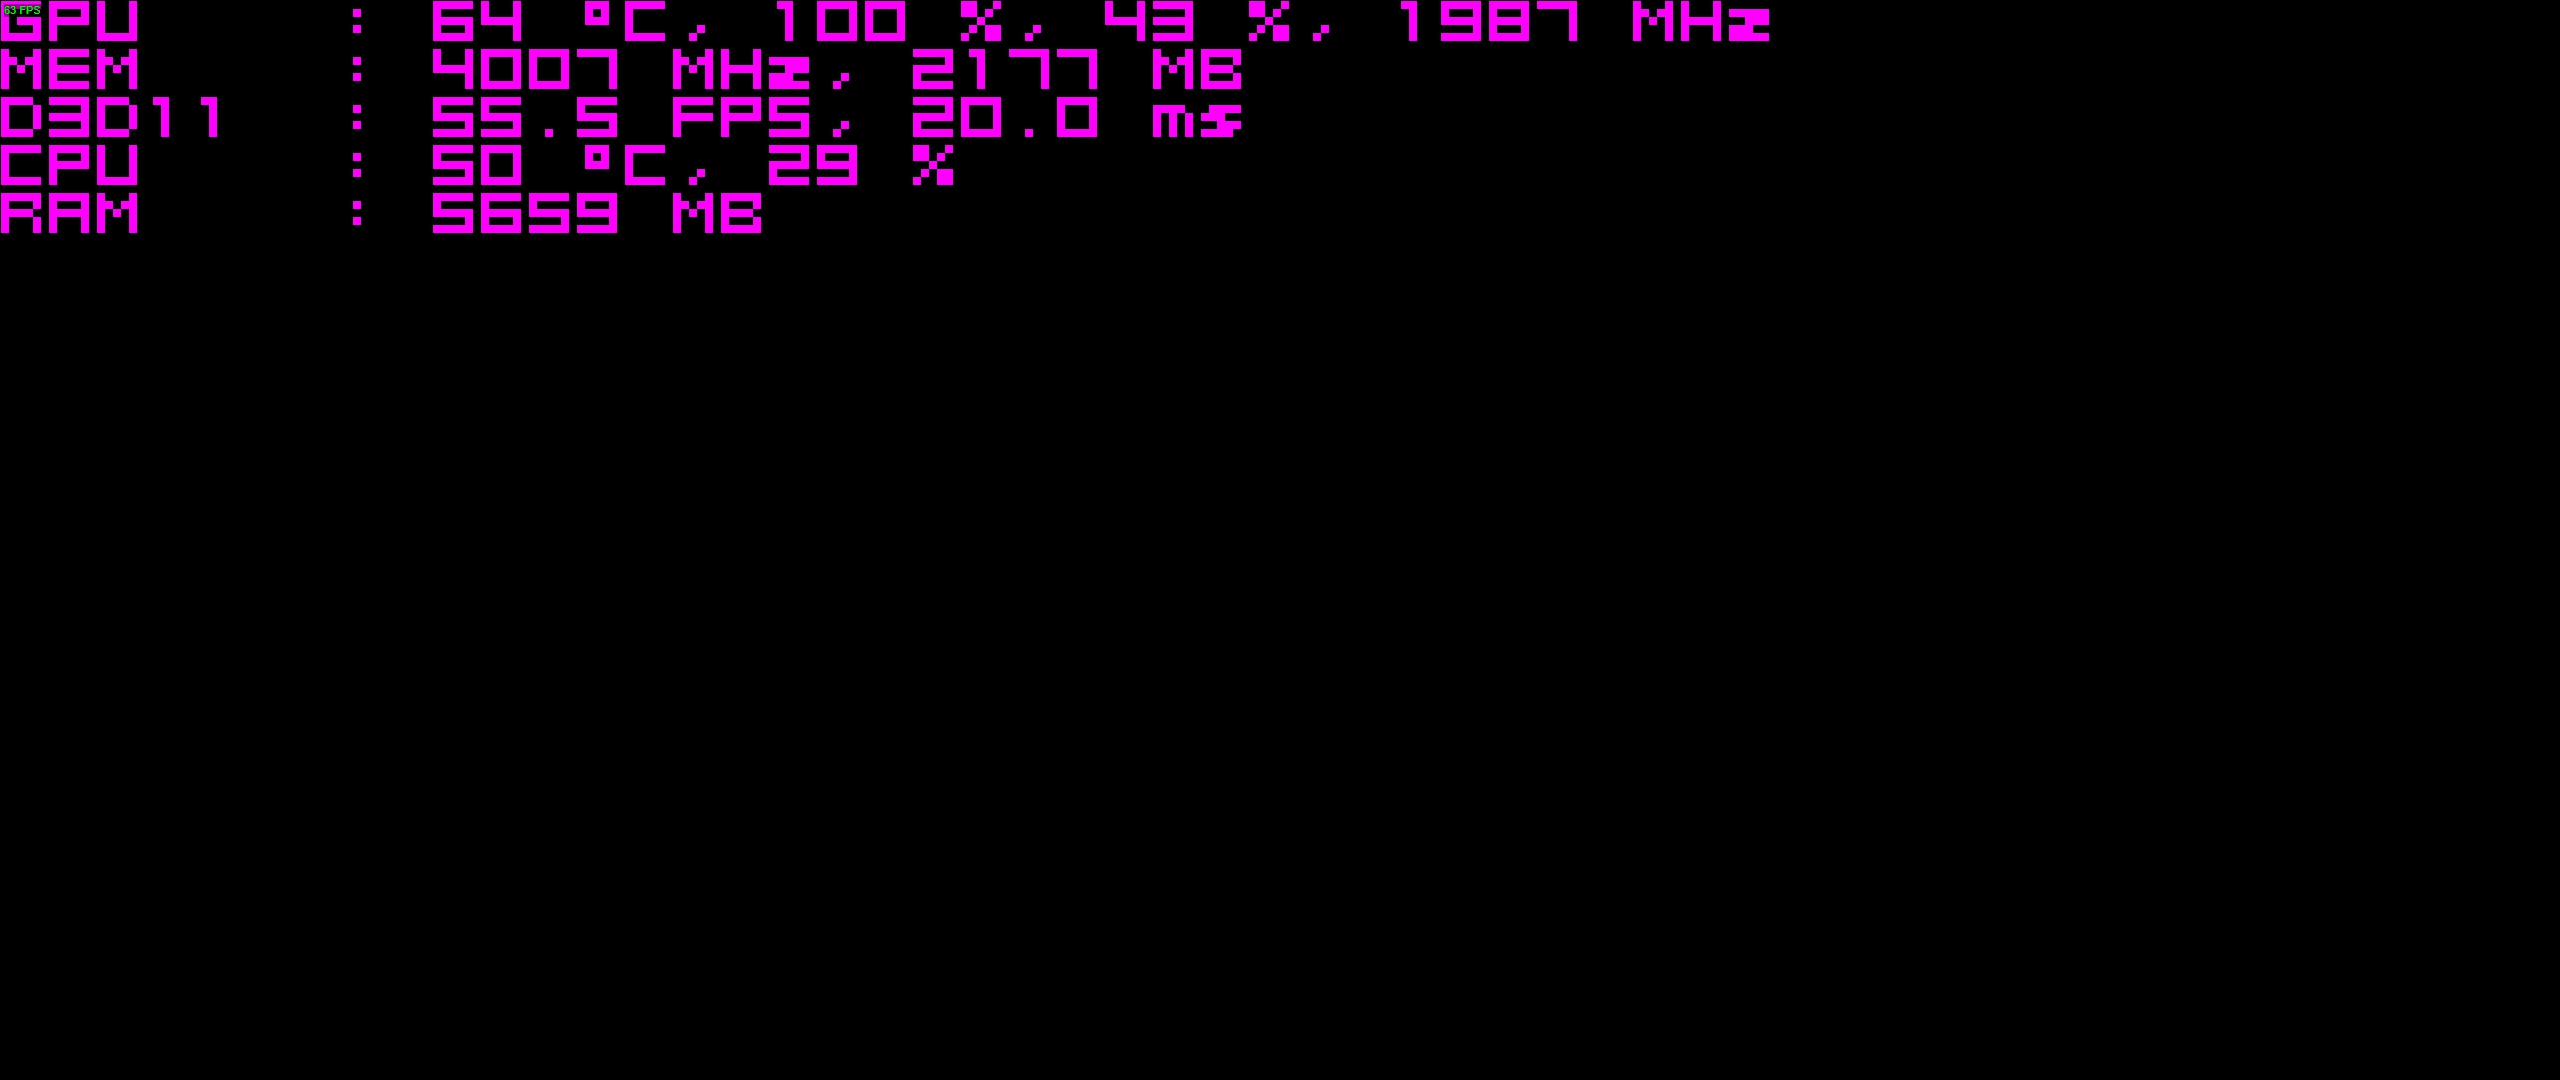 63 FPS
GPU : 64 °C, 100 %, 43 %, 1987 MHz
MEM : 4007 MHz, 2177 MB
D3D11 : 55.5 FPS, 20.0 ms
CPU : 50 °C, 29 %
RAM : 5659 MB